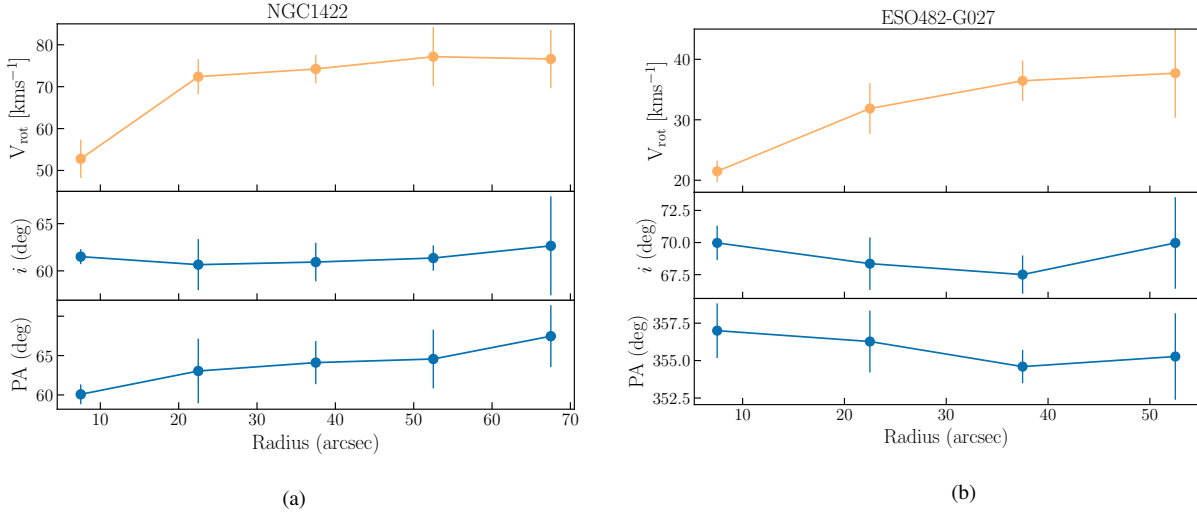 NGC1422
80
70
60
50
V_rot [kms⁻¹]
65
60
i (deg)
65
60
PA (deg)
10 20 30 40 50 60 70
Radius (arcsec)
(a)
ESO482-G027
40
30
20
V_rot [kms⁻¹]
72.5
70.0
67.5
i (deg)
357.5
355.0
352.5
PA (deg)
10 20 30 40 50
Radius (arcsec)
(b)